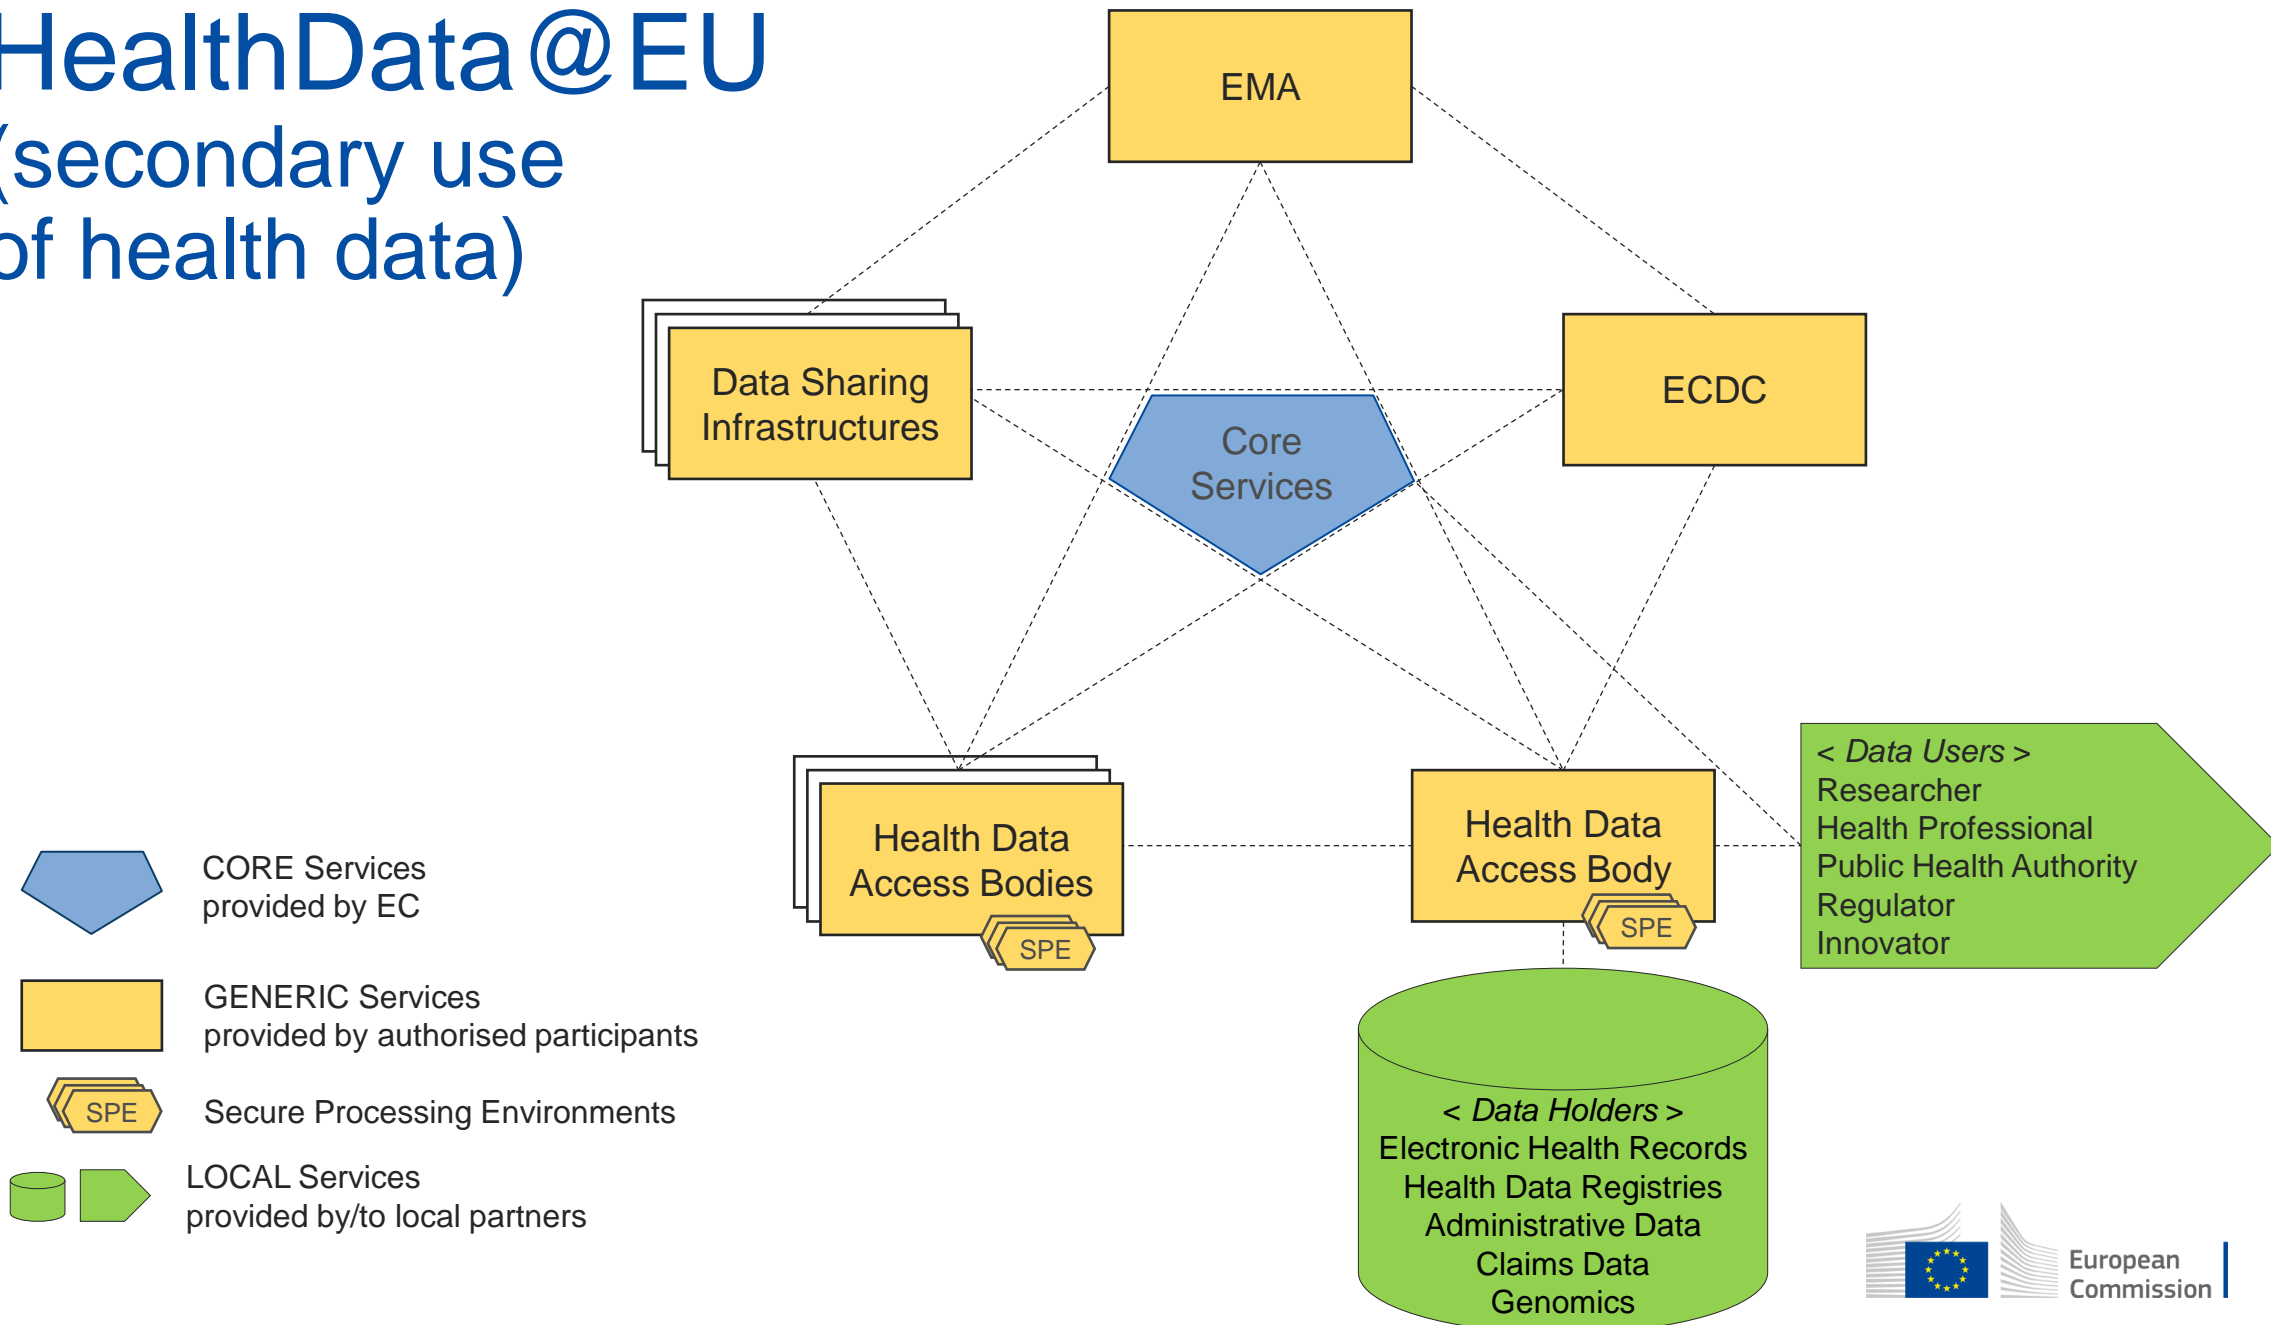 HealthData@EU
(secondary use
of health data)
EMA
Data Sharing
Infrastructures
ECDC
Core
Services
Health Data
Access Bodies
SPE
Health Data
Access Body
SPE
< Data Users >
Researcher
Health Professional
Public Health Authority
Regulator
Innovator
CORE Services
provided by EC
GENERIC Services
provided by authorised participants
SPE
Secure Processing Environments
LOCAL Services
provided by/to local partners
< Data Holders >
Electronic Health Records
Health Data Registries
Administrative Data
Claims Data
Genomics
European
Commission